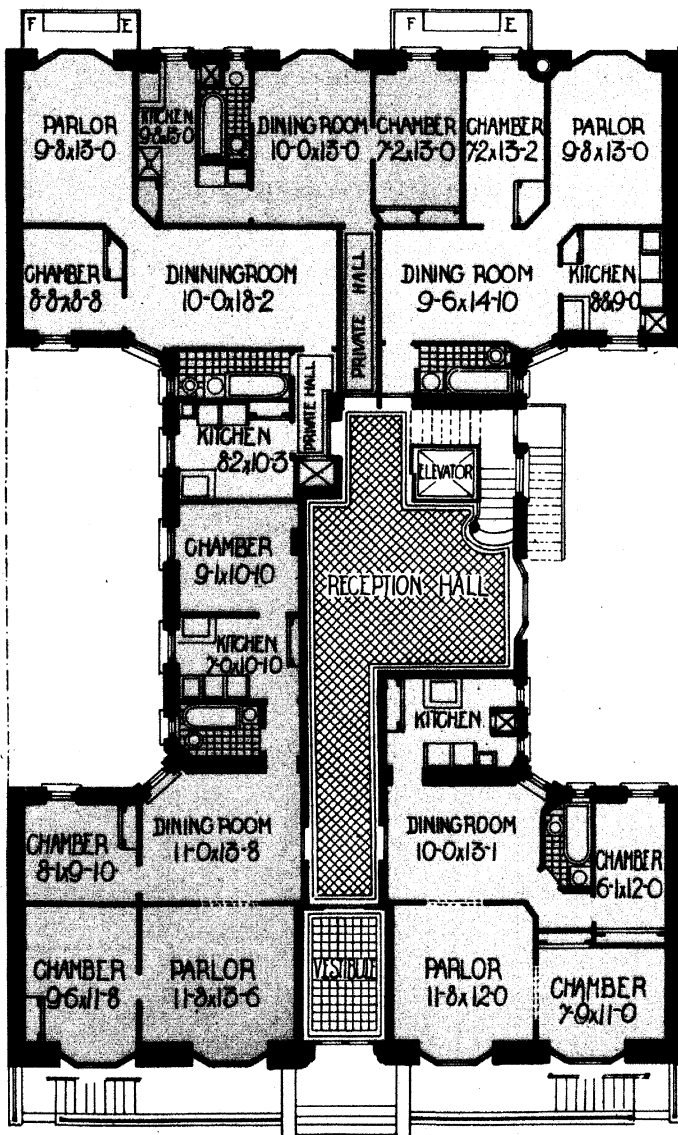 F E
F E
PARLOR
9-8x13-0
KITCHEN
9-8x13-0
DINING ROOM
10-0x13-0
CHAMBER
7-2x13-0
CHAMBER
7-2x13-2
PARLOR
9-8x13-0
CHAMBER
8-8x8-8
DINNINGROOM
10-0x18-2
PRIVATE HALL
DINING ROOM
9-6x14-10
KITCHEN
8-8x9-0
PRIVATE HALL
KITCHEN
8-2x10-3
ELEVATOR
CHAMBER
9-1x10-10
RECEPTION HALL
KITCHEN
7-0x10-10
KITCHEN
DINING ROOM
11-0x13-8
DINING ROOM
10-0x13-1
CHAMBER
8-1x9-10
CHAMBER
6-1x12-0
CHAMBER
9-6x11-8
PARLOR
11-8x13-6
VESTIBULE
PARLOR
11-8x12-0
CHAMBER
7-9x11-0